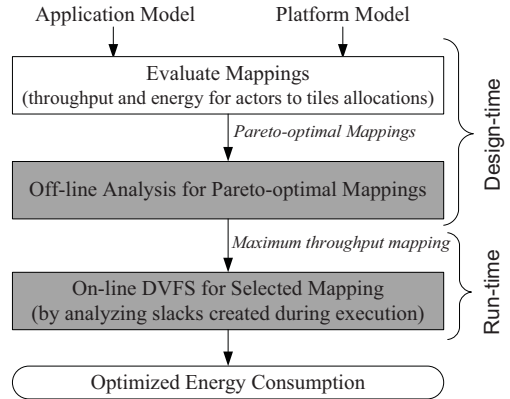 Application Model
Platform Model
Evaluate Mappings
(throughput and energy for actors to tiles allocations)
Pareto-optimal Mappings
Off-line Analysis for Pareto-optimal Mappings
Design-time
Maximum throughput mapping
On-line DVFS for Selected Mapping
(by analyzing slacks created during execution)
Run-time
Optimized Energy Consumption